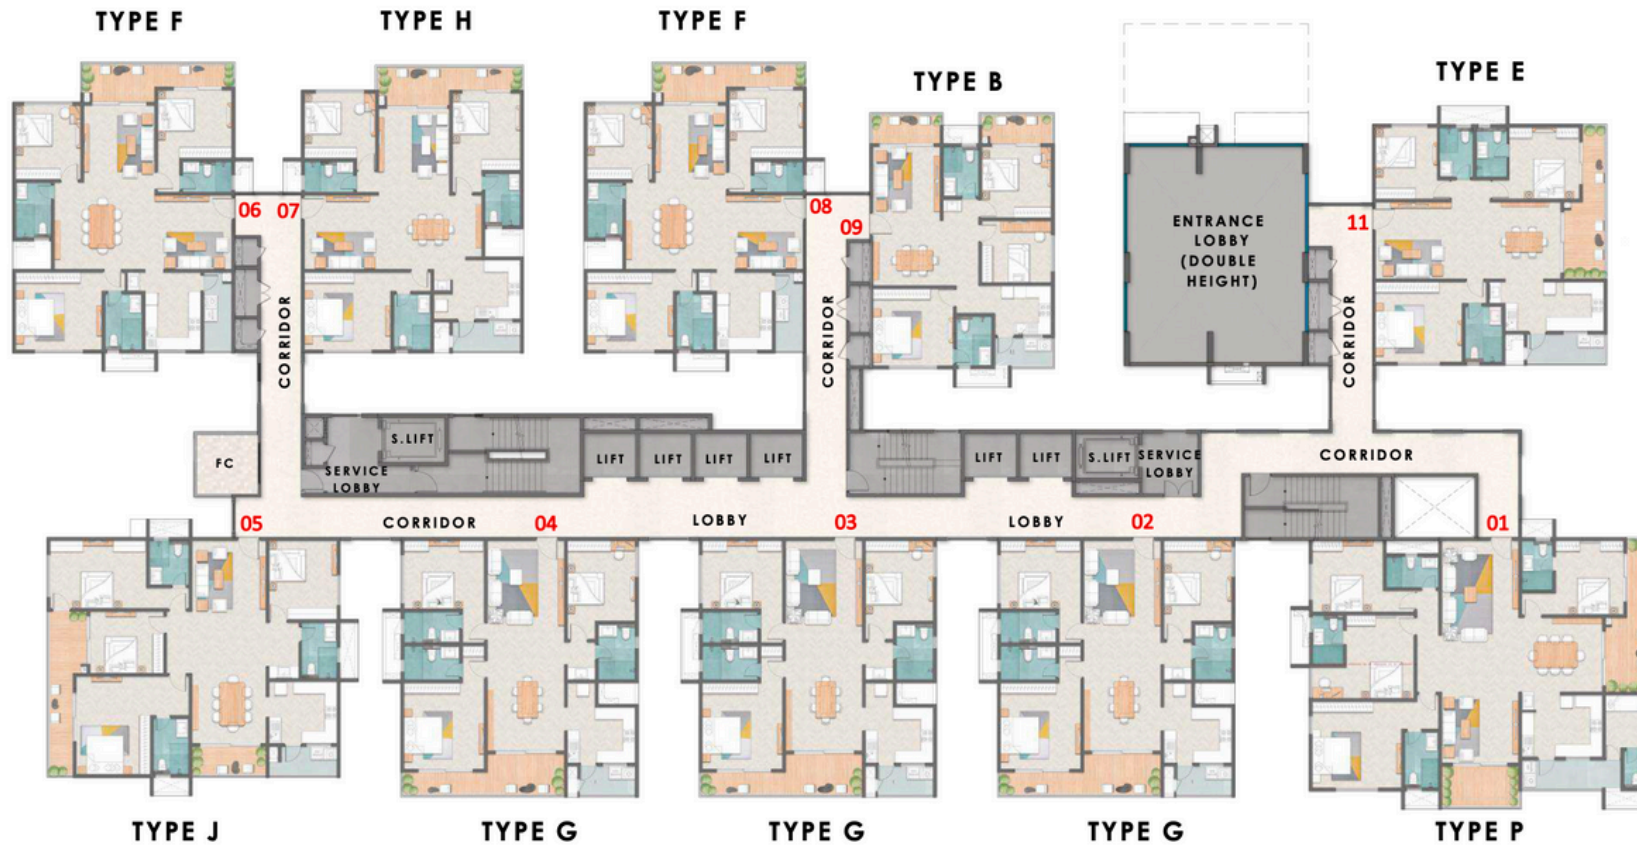 TYPE F
TYPE H
TYPE F
TYPE B
TYPE E
06
07
08
09
11
ENTRANCE
LOBBY
(DOUBLE
HEIGHT)
CORRIDOR
CORRIDOR
CORRIDOR
FC
SERVICE
LOBBY
S.LIFT
LIFT
LIFT
LIFT
LIFT
LIFT
LIFT
S.LIFT
SERVICE
LOBBY
CORRIDOR
05
CORRIDOR
04
LOBBY
03
LOBBY
02
01
TYPE J
TYPE G
TYPE G
TYPE G
TYPE P